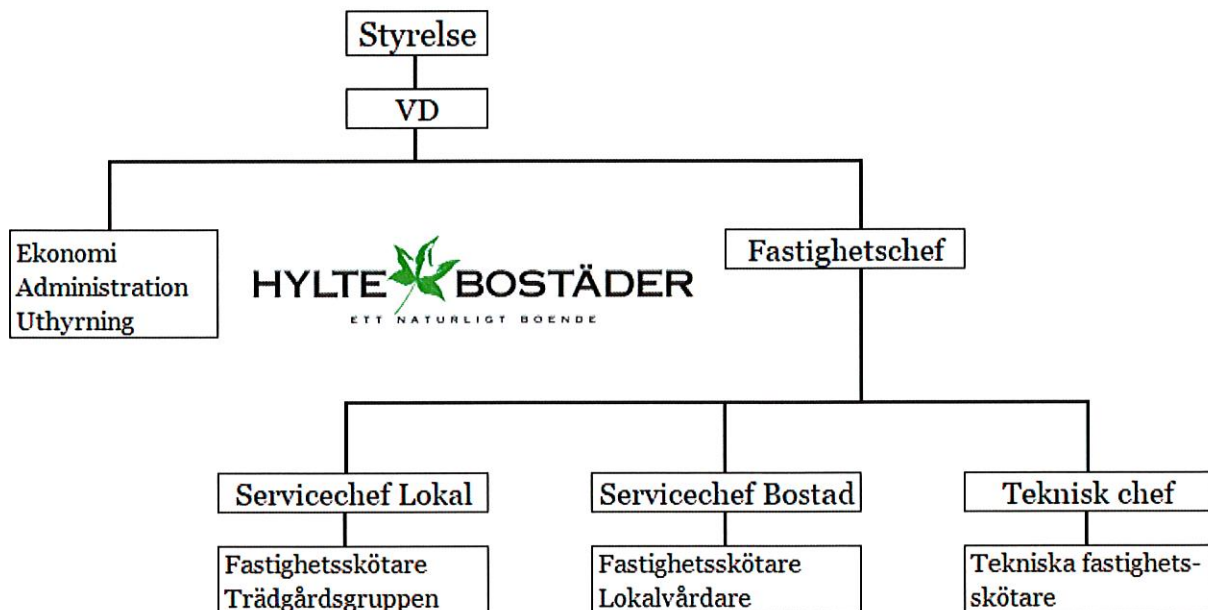 Styrelse
VD
Ekonomi
Administration
Uthyrning
HYLTE BOSTÄDER
ETT NATURLIGT BOENDE
Fastighetschef
Servicechef Lokal
Servicechef Bostad
Teknisk chef
Fastighetsskötare
Trädgårdsgruppen
Fastighetsskötare
Lokalvårdare
Tekniska fastighets-
skötare